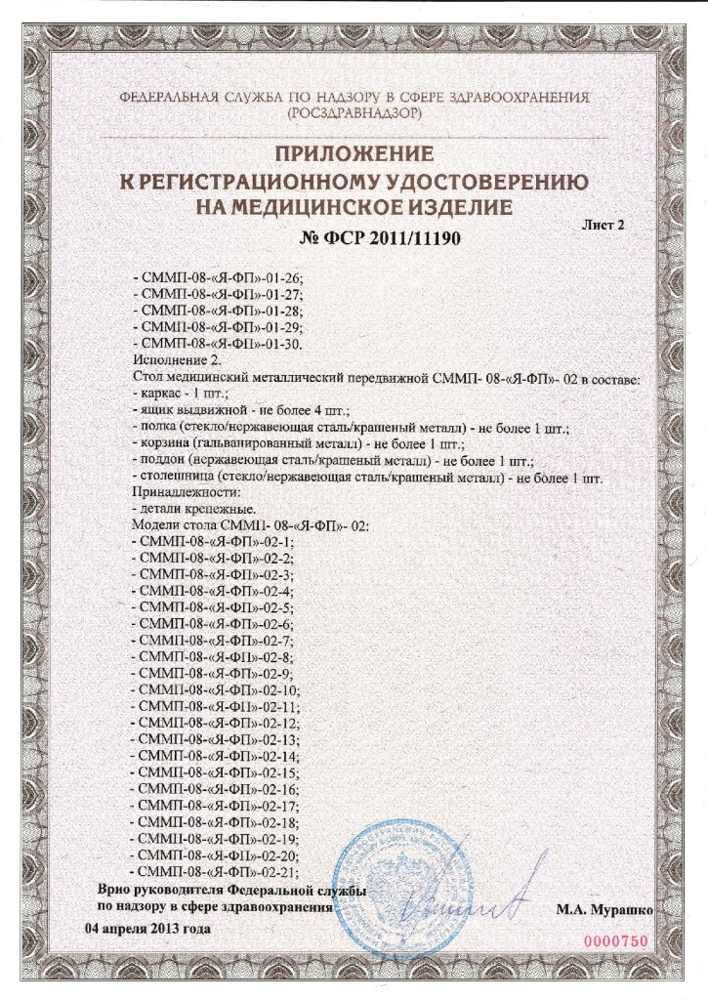 ФЕДЕРАЛЬНАЯ СЛУЖБА ПО НАДЗОРУ В СФЕРЕ ЗДРАВООХРАНЕНИЯ
(РОСЗДРАВНАДЗОР)
ПРИЛОЖЕНИЕ
К РЕГИСТРАЦИОННОМУ УДОСТОВЕРЕНИЮ
НА МЕДИЦИНСКОЕ ИЗДЕЛИЕ
Лист 2
№ ФСР 2011/11190
- СММП-08-«Я-ФП»-01-26;
- СММП-08-«Я-ФП»-01-27;
- СММП-08-«Я-ФП»-01-28;
- СММП-08-«Я-ФП»-01-29;
- СММП-08-«Я-ФП»-01-30.
Исполнение 2.
Стол медицинский металлический передвижной СММП- 08-«Я-ФП»- 02 в составе:
- каркас - 1 шт.;
- ящик выдвижной - не более 4 шт.;
- полка (стекло/нержавеющая сталь/крашеный металл) - не более 1 шт.;
- корзина (гальванированный металл) - не более 1 шт.;
- поддон (нержавеющая сталь/крашеный металл) - не более 1 шт.;
- столешница (стекло/нержавеющая сталь/крашеный металл) - не более 1 шт.
Принадлежности:
- детали крепежные.
Модели стола СММП- 08-«Я-ФП»- 02:
- СММП-08-«Я-ФП»-02-1;
- СММП-08-«Я-ФП»-02-2;
- СММП-08-«Я-ФП»-02-3;
- СММП-08-«Я-ФП»-02-4;
- СММП-08-«Я-ФП»-02-5;
- СММП-08-«Я-ФП»-02-6;
- СММП-08-«Я-ФП»-02-7;
- СММП-08-«Я-ФП»-02-8;
- СММП-08-«Я-ФП»-02-9;
- СММП-08-«Я-ФП»-02-10;
- СММП-08-«Я-ФП»-02-11;
- СММП-08-«Я-ФП»-02-12;
- СММП-08-«Я-ФП»-02-13;
- СММП-08-«Я-ФП»-02-14;
- СММП-08-«Я-ФП»-02-15;
- СММП-08-«Я-ФП»-02-16;
- СММП-08-«Я-ФП»-02-17;
- СММП-08-«Я-ФП»-02-18;
- СММП-08-«Я-ФП»-02-19;
- СММП-08-«Я-ФП»-02-20;
- СММП-08-«Я-ФП»-02-21;
Врио руководителя Федеральной службы
по надзору в сфере здравоохранения
М.А. Мурашко
04 апреля 2013 года
0000750